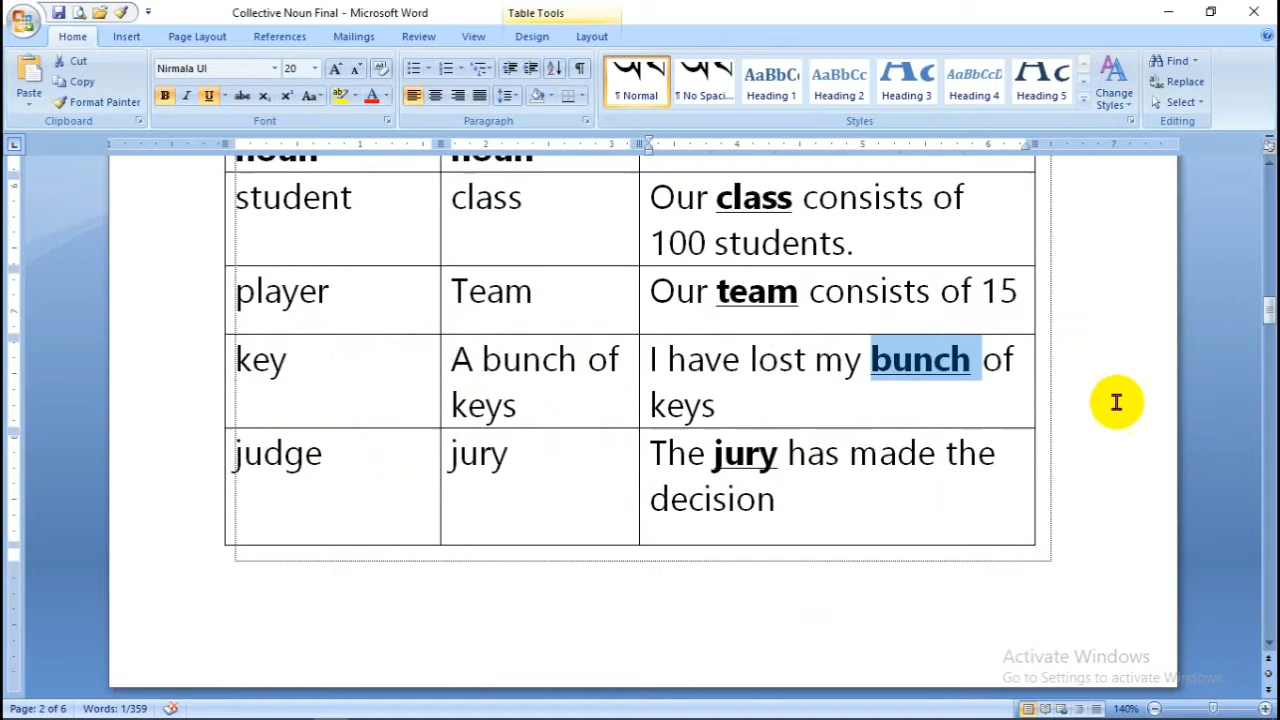 Collective Noun Final - Microsoft Word
Table Tools
Home Insert Page Layout References Mailings Review View Design Layout
Paste
Cut
Copy
Format Painter
Clipboard
Nirmala UI 20
Font
Paragraph
¶ Normal
¶ No Spaci...
AaBbCc Heading 1
AaBbCc Heading 2
Heading 3
AaBbCcD Heading 4
Heading 5
Change Styles
Styles
Find
Replace
Select
Editing
noun noun
student class Our class consists of
100 students.
player Team Our team consists of 15
key A bunch of I have lost my bunch of
keys keys
judge jury The jury has made the
decision
Activate Windows
Go to Settings to activate Windows.
Page: 2 of 6 Words: 1/359 140%